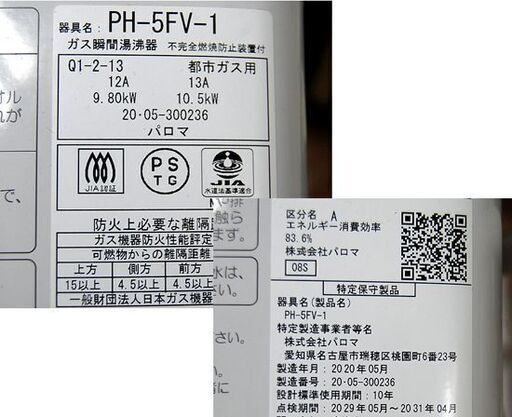 器具名: PH-5FV-1
ガス瞬間湯沸器 不完全燃焼防止装置付
Q1-2-13 都市ガス用
12A 13A
9.80kW 10.5kW
20·05-300236
パロマ
JIA認証
PS
TG
JIA
水道法基準適合
防火上必要な離隔
ガス機器防火性能評定
可燃物からの離隔距離
上方 側方 前方
15以上 4.5以上 4.5以上
一般財団法人日本ガス機器
区分名 A
エネルギー消費効率
83.6%
株式会社パロマ
08S
特定保守製品
器具名(製品名)
PH-5FV-1
特定製造事業者等名
株式会社パロマ
愛知県名古屋市瑞穂区桃園町6番23号
製造年月:2020年05月
製造番号:20·05-300236
設計標準使用期間:10年
点検期間:2029年05月~2031年04月